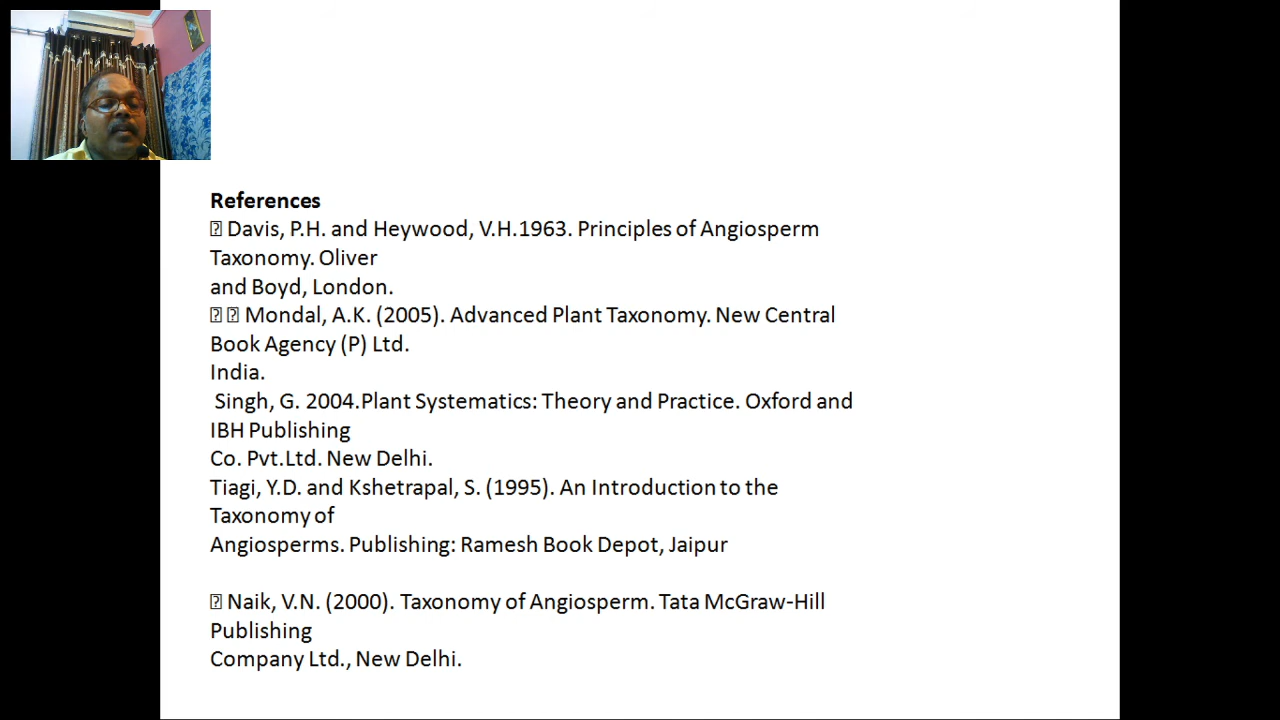 References
⍰ Davis, P.H. and Heywood, V.H.1963. Principles of Angiosperm
Taxonomy. Oliver
and Boyd, London.
⍰ ⍰ Mondal, A.K. (2005). Advanced Plant Taxonomy. New Central
Book Agency (P) Ltd.
India.
Singh, G. 2004.Plant Systematics: Theory and Practice. Oxford and
IBH Publishing
Co. Pvt.Ltd. New Delhi.
Tiagi, Y.D. and Kshetrapal, S. (1995). An Introduction to the
Taxonomy of
Angiosperms. Publishing: Ramesh Book Depot, Jaipur
⍰ Naik, V.N. (2000). Taxonomy of Angiosperm. Tata McGraw-Hill
Publishing
Company Ltd., New Delhi.